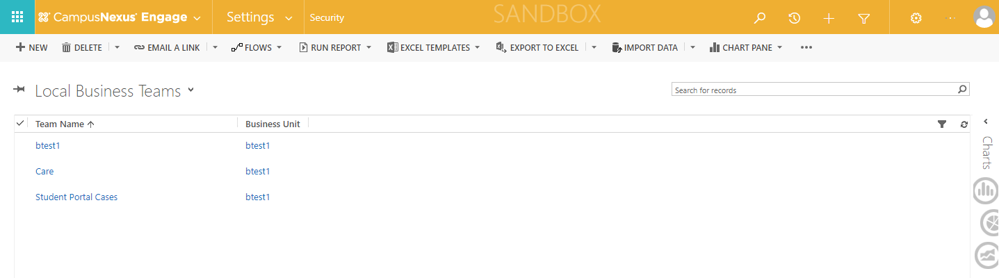 CampusNexus® Engage Settings Security SANDBOX
NEW DELETE EMAIL A LINK FLOWS RUN REPORT EXCEL TEMPLATES EXPORT TO EXCEL IMPORT DATA CHART PANE
Local Business Teams
Search for records
Team Name Business Unit
btest1 btest1
Care btest1
Student Portal Cases btest1
Charts